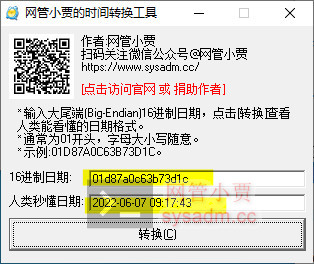 网管小贾的时间转换工具
作者:网管小贾
扫码关注微信公众号@网管小贾
https://www.sysadm.cc/
[点击访问官网 或 捐助作者]
*输入大尾端(Big-Endian)16进制日期，点击[转换]查看
人类能看懂的日期格式。
*通常为01开头，字母大小写随意。
*示例:01D87A0C63B73D1C。
16进制日期:
01d87a0c63b73d1c
人类秒懂日期:
2022-06-07 09:17:43
网管小贾
sysadm.cc
转换(C)